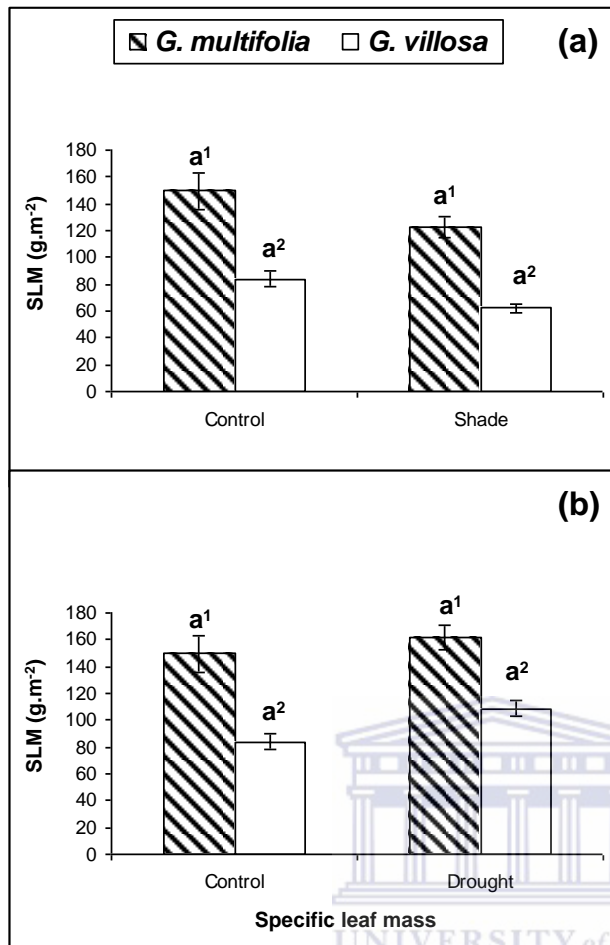 G. multifolia G. villosa (a)
180
160
140
120
100
80
60
40
20
0
SLM (g.m⁻²)
a¹
a²
a¹
a²
Control Shade
(b)
180
160
140
120
100
80
60
40
20
0
SLM (g.m⁻²)
a¹
a²
a¹
a²
Control Drought
Specific leaf mass
UNIVERSITY of